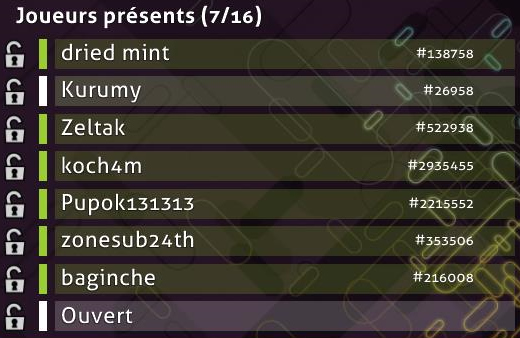 Joueurs présents (7/16)
dried mint #138758
Kurumy #26958
Zeltak #522938
koch4m #2935455
Pupok131313 #2215552
zonesub24th #353506
baginche #216008
Ouvert